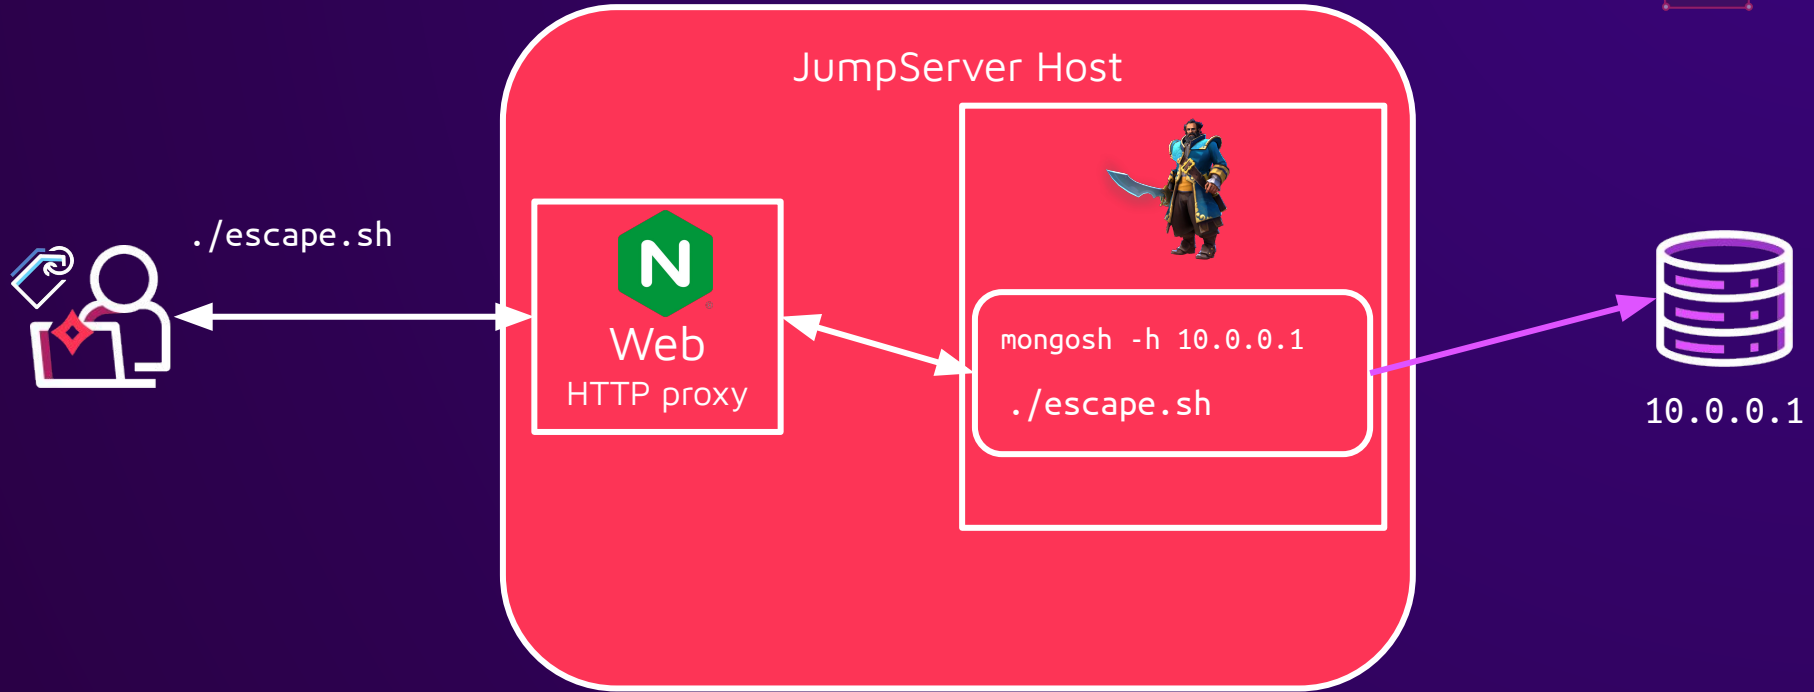 JumpServer Host
./escape.sh
N
Web
HTTP proxy
mongosh -h 10.0.0.1
./escape.sh
10.0.0.1